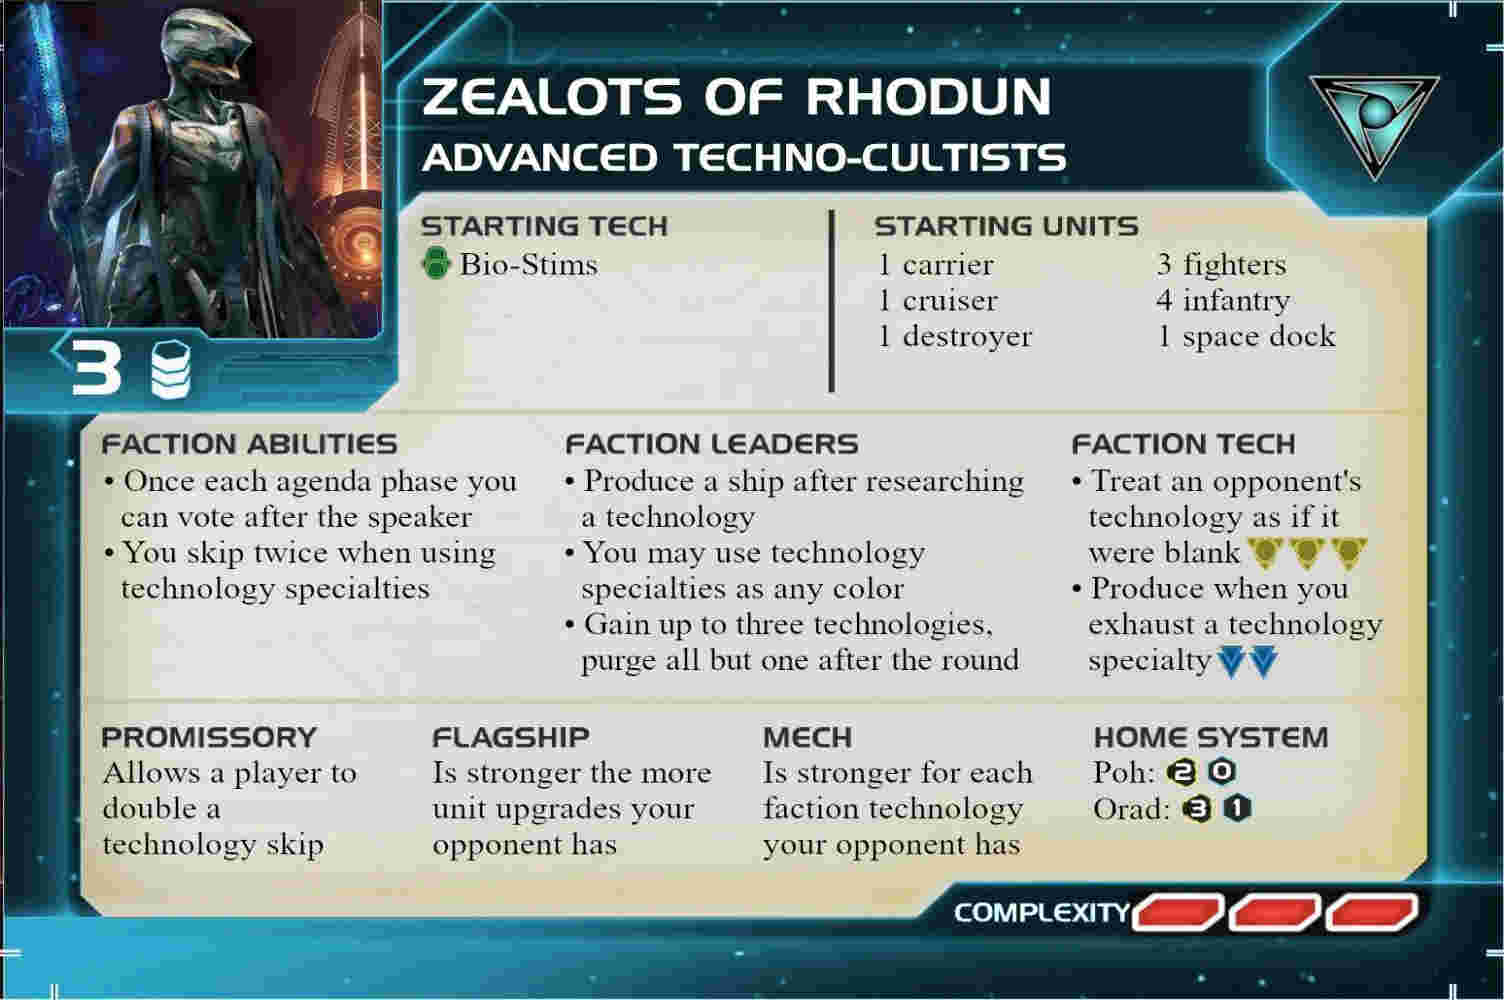 ZEALOTS OF RHODUN
ADVANCED TECHNO-CULTISTS
3
STARTING TECH
Bio-Stims
STARTING UNITS
1 carrier
1 cruiser
1 destroyer
3 fighters
4 infantry
1 space dock
FACTION ABILITIES
• Once each agenda phase you
can vote after the speaker
• You skip twice when using
technology specialties
FACTION LEADERS
• Produce a ship after researching
a technology
• You may use technology
specialties as any color
• Gain up to three technologies,
purge all but one after the round
FACTION TECH
• Treat an opponent's
technology as if it
were blank
• Produce when you
exhaust a technology
specialty
PROMISSORY
Allows a player to
double a
technology skip
FLAGSHIP
Is stronger the more
unit upgrades your
opponent has
MECH
Is stronger for each
faction technology
your opponent has
HOME SYSTEM
Poh: 2 0
Orad: 3 1
COMPLEXITY